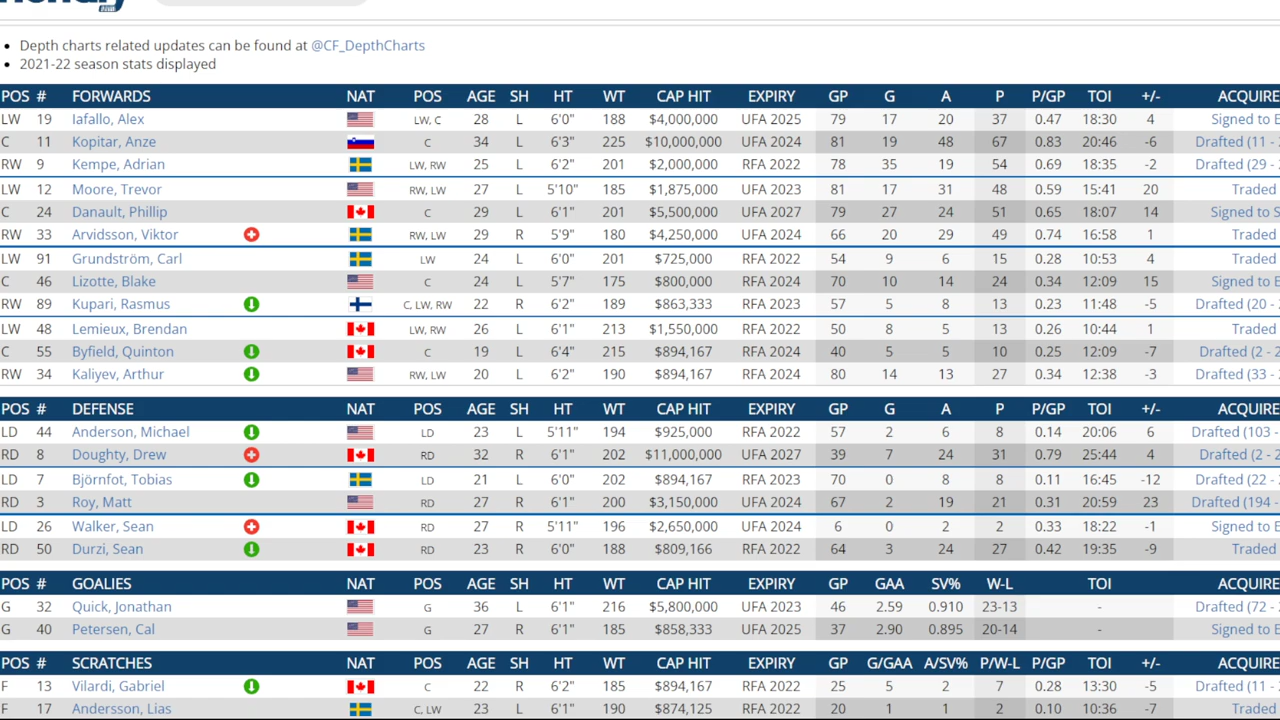 Depth charts related updates can be found at @CF_DepthCharts
2021-22 season stats displayed
POS # FORWARDS NAT POS AGE SH HT WT CAP HIT EXPIRY GP G A P P/GP TOI +/- ACQUIRE
LW 19 Iafallo, Alex LW, C 28 L 6'0" 188 $4,000,000 UFA 2025 79 17 20 37 0.47 18:30 4 Signed to E
C 11 Kopitar, Anze C 34 L 6'3" 225 $10,000,000 UFA 2024 81 19 48 67 0.83 20:46 -6 Drafted (11 - 2
RW 9 Kempe, Adrian LW, RW 25 L 6'2" 201 $2,000,000 RFA 2022 78 35 19 54 0.69 18:35 -2 Drafted (29 -
LW 12 Moore, Trevor RW, LW 27 L 5'10" 185 $1,875,000 UFA 2023 81 17 31 48 0.59 15:41 20 Traded
C 24 Danault, Phillip C 29 L 6'1" 201 $5,500,000 UFA 2027 79 27 24 51 0.65 18:07 14 Signed to S
RW 33 Arvidsson, Viktor RW, LW 29 R 5'9" 180 $4,250,000 UFA 2024 66 20 29 49 0.74 16:58 1 Traded
LW 91 Grundström, Carl LW 24 L 6'0" 201 $725,000 RFA 2022 54 9 6 15 0.28 10:53 4 Traded
C 46 Lizotte, Blake C 24 L 5'7" 175 $800,000 RFA 2022 70 10 14 24 0.34 12:09 15 Signed to E
RW 89 Kupari, Rasmus C, LW, RW 22 R 6'2" 189 $863,333 RFA 2022 57 5 8 13 0.23 11:48 -5 Drafted (20 -
LW 48 Lemieux, Brendan LW, RW 26 L 6'1" 213 $1,550,000 RFA 2022 50 8 5 13 0.26 10:44 1 Traded
C 55 Byfield, Quinton C 19 L 6'4" 215 $894,167 RFA 2024 40 5 5 10 0.25 12:09 -7 Drafted (2 - 2
RW 34 Kaliyev, Arthur RW, LW 20 L 6'2" 190 $894,167 RFA 2024 80 14 13 27 0.34 12:38 -3 Drafted (33 -
POS # DEFENSE NAT POS AGE SH HT WT CAP HIT EXPIRY GP G A P P/GP TOI +/- ACQUIRE
LD 44 Anderson, Michael LD 23 L 5'11" 194 $925,000 RFA 2022 57 2 6 8 0.14 20:06 6 Drafted (103 -
RD 8 Doughty, Drew RD 32 R 6'1" 202 $11,000,000 UFA 2027 39 7 24 31 0.79 25:44 4 Drafted (2 - 2
LD 7 Björnfot, Tobias LD 21 L 6'0" 202 $894,167 RFA 2022 70 0 8 8 0.11 16:45 -12 Drafted (22 -
RD 3 Roy, Matt RD 27 R 6'1" 200 $3,150,000 UFA 2024 67 2 19 21 0.31 20:59 23 Drafted (194 -
LD 26 Walker, Sean RD 27 R 5'11" 196 $2,650,000 UFA 2024 6 0 2 2 0.33 18:22 -1 Signed to E
RD 50 Durzi, Sean RD 23 R 6'0" 188 $809,166 RFA 2022 64 3 24 27 0.42 19:35 -9 Traded
POS # GOALIES NAT POS AGE SH HT WT CAP HIT EXPIRY GP GAA SV% W-L TOI ACQUIRE
G 32 Quick, Jonathan G 36 L 6'1" 216 $5,800,000 UFA 2023 46 2.59 0.910 23-13 - Drafted (72 -
G 40 Petersen, Cal G 27 R 6'1" 185 $858,333 UFA 2025 37 2.90 0.895 20-14 - Signed to E
POS # SCRATCHES NAT POS AGE SH HT WT CAP HIT EXPIRY GP G/GAA A/SV% P/W-L P/GP TOI +/- ACQUIRE
F 13 Vilardi, Gabriel C 22 R 6'2" 185 $894,167 RFA 2022 25 5 2 7 0.28 13:30 -5 Drafted (11 - 2
F 17 Andersson, Lias C, LW 23 L 6'1" 190 $874,125 RFA 2022 20 1 1 2 0.10 10:36 -7 Traded